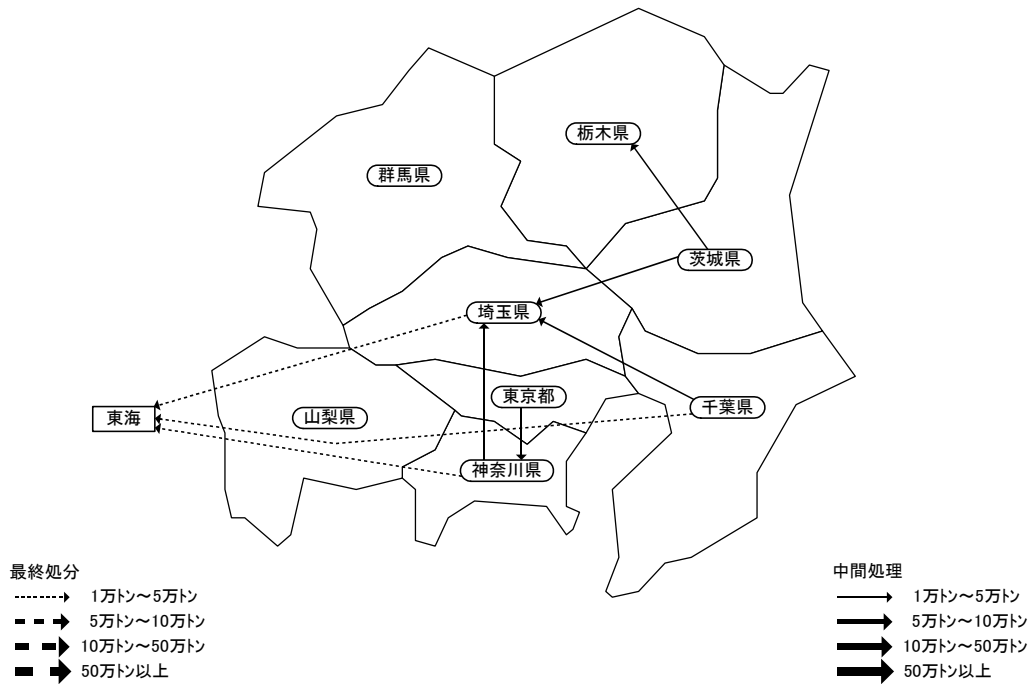 栃木県
群馬県
茨城県
埼玉県
東京都
千葉県
東海
山梨県
神奈川県
最終処分
1万トン～5万トン
5万トン～10万トン
10万トン～50万トン
50万トン以上
中間処理
1万トン～5万トン
5万トン～10万トン
10万トン～50万トン
50万トン以上